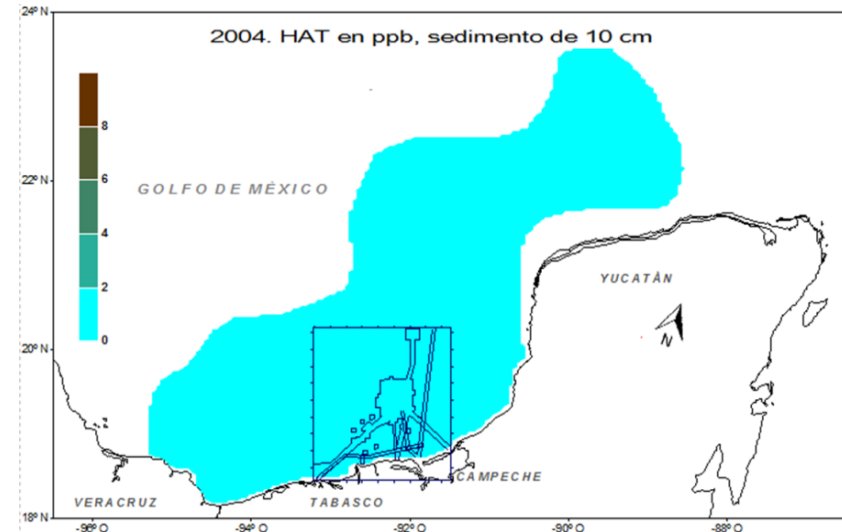 24° N
2004. HAT en ppb, sedimento de 10 cm
8
6
4
2
0
22° N
GOLFO DE MÉXICO
YUCATÀN
N
20° N
CAMPECHE
VERACRUZ
TABASCO
18° N
-96° O
-94° O
-92° O
-90° O
-88° O